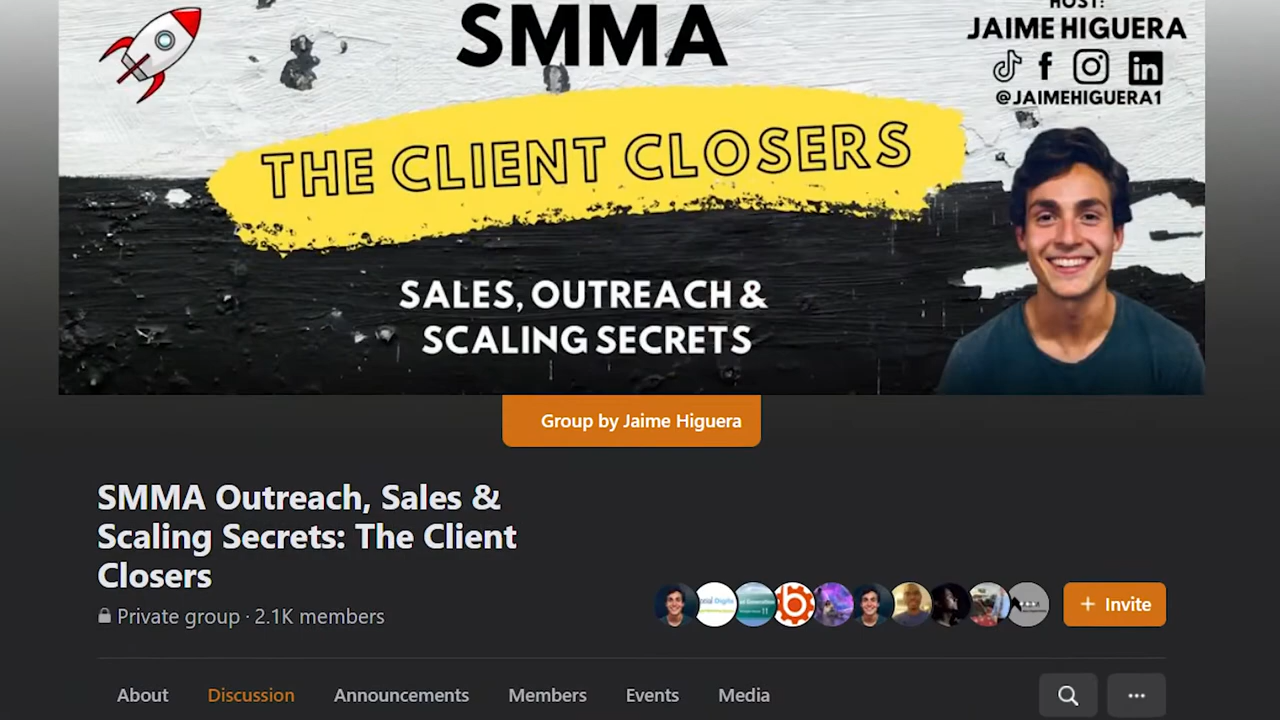 SMMA
HOST:
JAIME HIGUERA
@JAIMEHIGUERA1
THE CLIENT CLOSERS
SALES, OUTREACH &
SCALING SECRETS
Group by Jaime Higuera
SMMA Outreach, Sales &
Scaling Secrets: The Client
Closers
Private group · 2.1K members
+ Invite
About Discussion Announcements Members Events Media